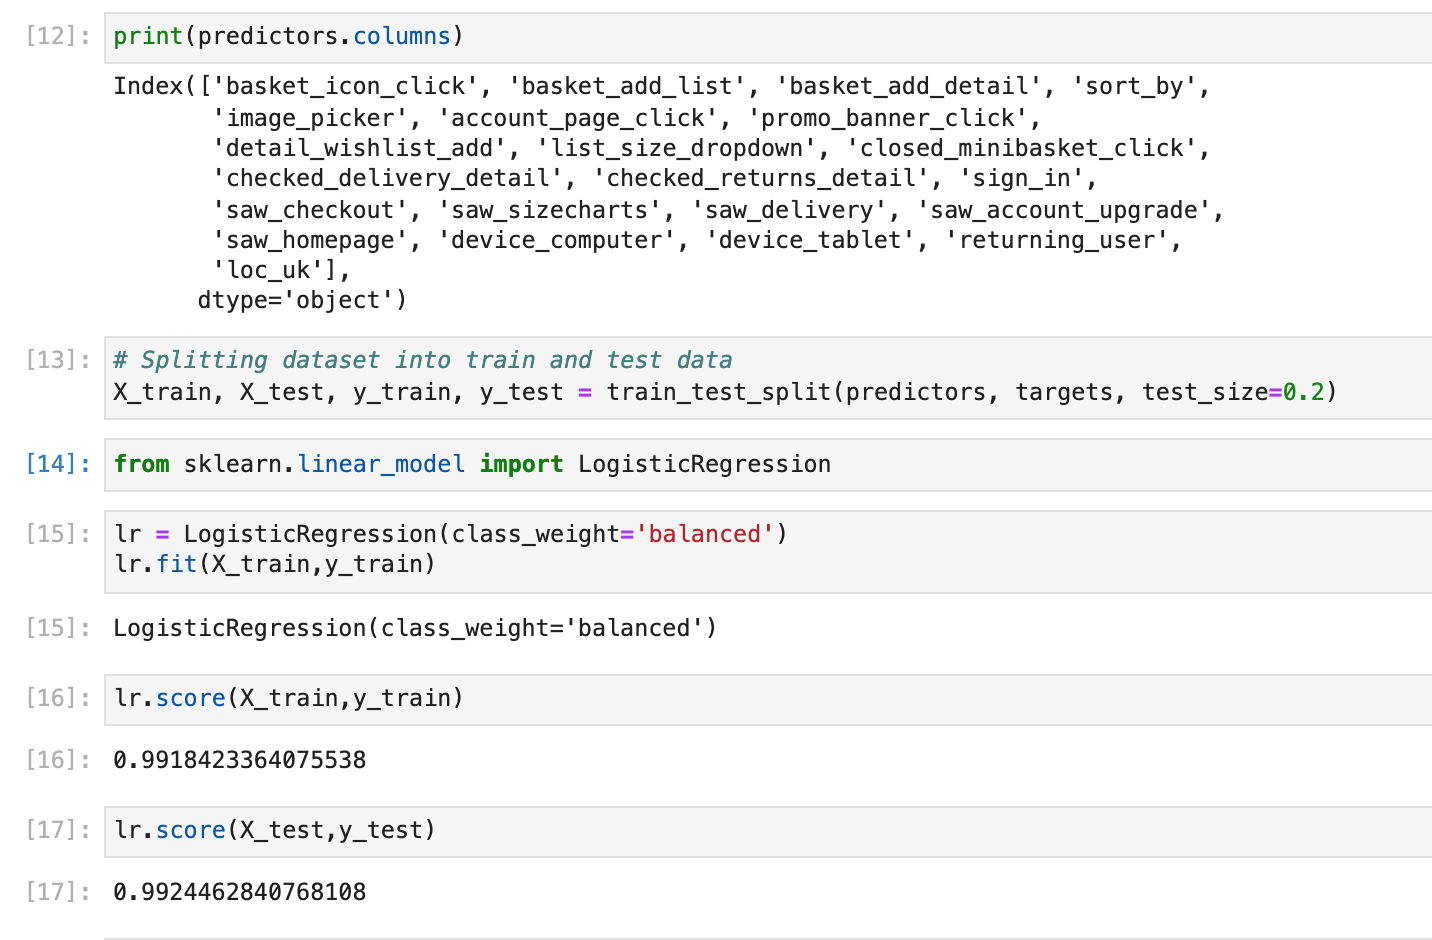 [12]: print(predictors.columns)
Index(['basket_icon_click', 'basket_add_list', 'basket_add_detail', 'sort_by',
'image_picker', 'account_page_click', 'promo_banner_click',
'detail_wishlist_add', 'list_size_dropdown', 'closed_minibasket_click',
'checked_delivery_detail', 'checked_returns_detail', 'sign_in',
'saw_checkout', 'saw_sizecharts', 'saw_delivery', 'saw_account_upgrade',
'saw_homepage', 'device_computer', 'device_tablet', 'returning_user',
'loc_uk'],
dtype='object')
[13]: # Splitting dataset into train and test data
X_train, X_test, y_train, y_test = train_test_split(predictors, targets, test_size=0.2)
[14]: from sklearn.linear_model import LogisticRegression
[15]: lr = LogisticRegression(class_weight='balanced')
lr.fit(X_train,y_train)
[15]: LogisticRegression(class_weight='balanced')
[16]: lr.score(X_train,y_train)
[16]: 0.9918423364075538
[17]: lr.score(X_test,y_test)
[17]: 0.9924462840768108